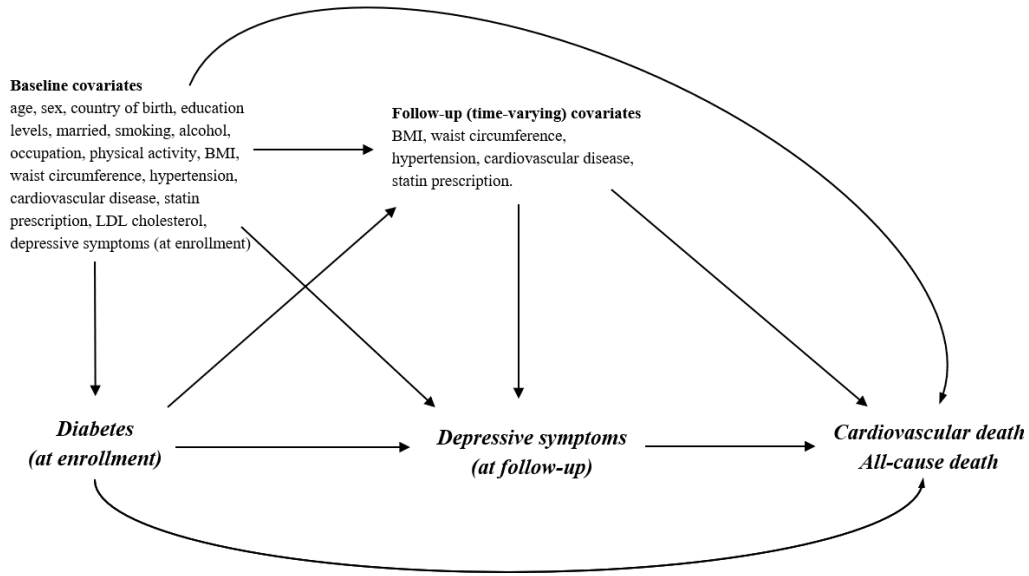 Baseline covariates
age, sex, country of birth, education
levels, married, smoking, alcohol,
occupation, physical activity, BMI,
waist circumference, hypertension,
cardiovascular disease, statin
prescription, LDL cholesterol,
depressive symptoms (at enrollment)
Follow-up (time-varying) covariates
BMI, waist circumference,
hypertension, cardiovascular disease,
statin prescription.
Diabetes
(at enrollment)
Depressive symptoms
(at follow-up)
Cardiovascular death
All-cause death